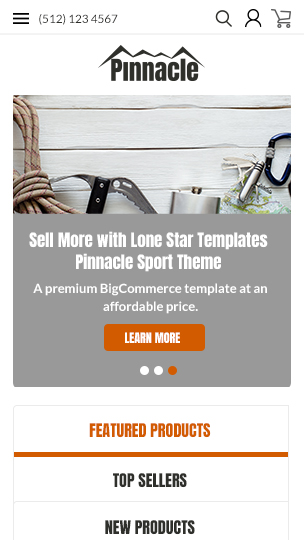 (512) 123 4567
Pinnacle
Sell More with Lone Star Templates
Pinnacle Sport Theme
A premium BigCommerce template at an
affordable price.
LEARN MORE
FEATURED PRODUCTS
TOP SELLERS
NEW PRODUCTS